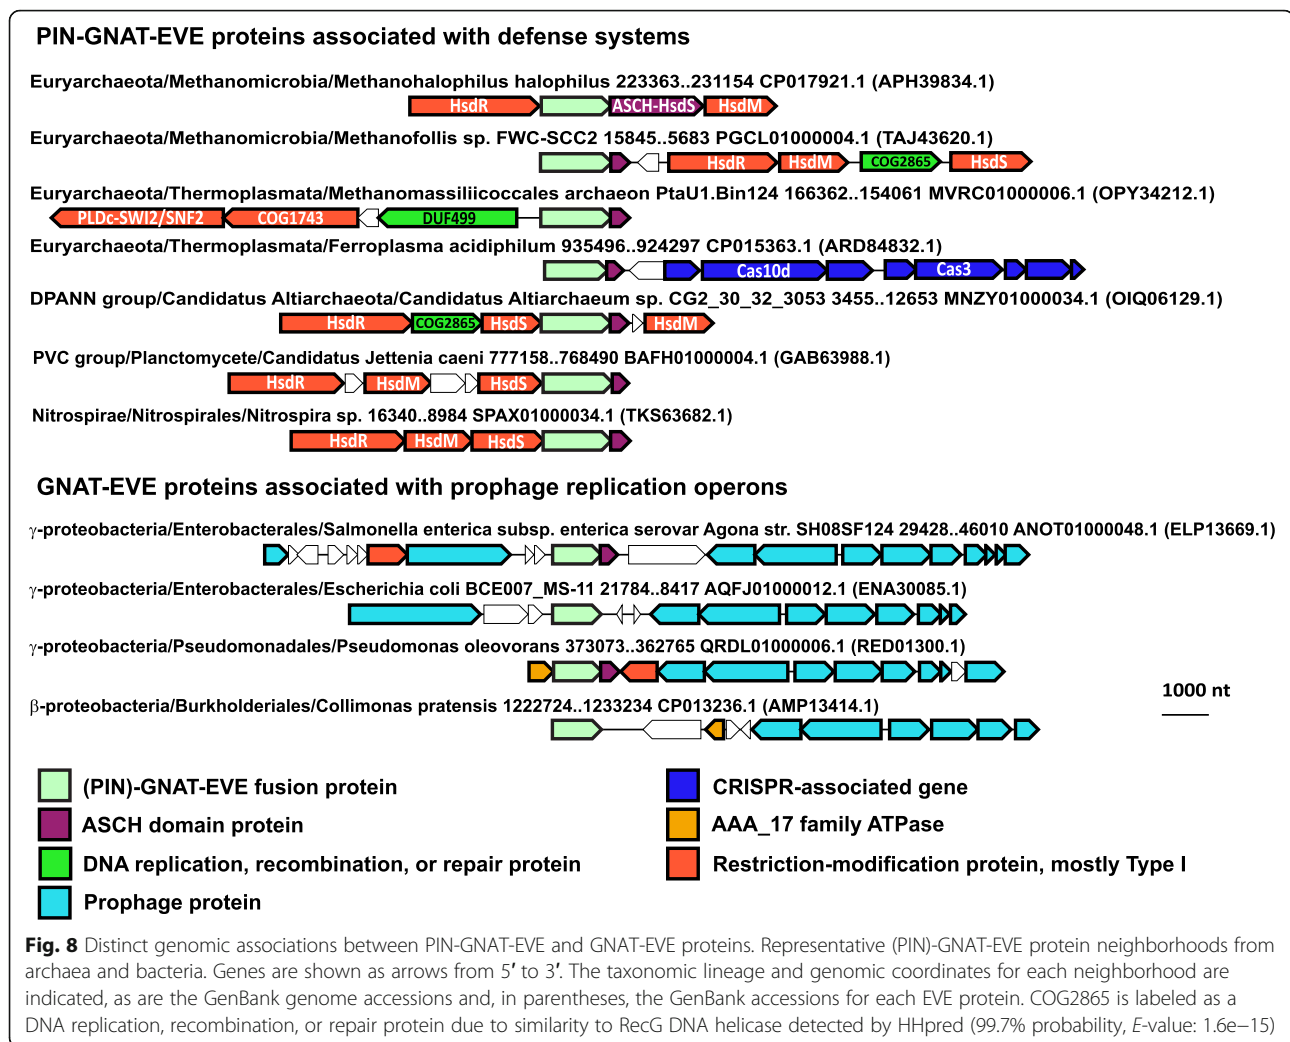 PIN-GNAT-EVE proteins associated with defense systems
Euryarchaeota/Methanomicrobia/Methanohalophilus halophilus 223363..231154 CP017921.1 (APH39834.1)
HsdR ASCH-HsdS HsdM
Euryarchaeota/Methanomicrobia/Methanofollis sp. FWC-SCC2 15845..5683 PGCL01000004.1 (TAJ43620.1)
HsdR HsdM COG2865 HsdS
Euryarchaeota/Thermoplasmata/Methanomassiliicoccales archaeon PtaU1.Bin124 166362..154061 MVRC01000006.1 (OPY34212.1)
PLDc-SWI2/SNF2 COG1743 DUF499
Euryarchaeota/Thermoplasmata/Ferroplasma acidiphilum 935496..924297 CP015363.1 (ARD84832.1)
Cas10d Cas3
DPANN group/Candidatus Altiarchaeota/Candidatus Altiarchaeum sp. CG2_30_32_3053 3455..12653 MNZY01000034.1 (OIQ06129.1)
HsdR COG2865 HsdS HsdM
PVC group/Planctomycete/Candidatus Jettenia caeni 777158..768490 BAFH01000004.1 (GAB63988.1)
HsdR HsdM HsdS
Nitrospirae/Nitrospirales/Nitrospira sp. 16340..8984 SPAX01000034.1 (TKS63682.1)
HsdR HsdM HsdS
GNAT-EVE proteins associated with prophage replication operons
γ-proteobacteria/Enterobacterales/Salmonella enterica subsp. enterica serovar Agona str. SH08SF124 29428..46010 ANOT01000048.1 (ELP13669.1)
γ-proteobacteria/Enterobacterales/Escherichia coli BCE007_MS-11 21784..8417 AQFJ01000012.1 (ENA30085.1)
γ-proteobacteria/Pseudomonadales/Pseudomonas oleovorans 373073..362765 QRDL01000006.1 (RED01300.1)
1000 nt
β-proteobacteria/Burkholderiales/Collimonas pratensis 1222724..1233234 CP013236.1 (AMP13414.1)
(PIN)-GNAT-EVE fusion protein
ASCH domain protein
DNA replication, recombination, or repair protein
Prophage protein
CRISPR-associated gene
AAA_17 family ATPase
Restriction-modification protein, mostly Type I
Fig. 8 Distinct genomic associations between PIN-GNAT-EVE and GNAT-EVE proteins. Representative (PIN)-GNAT-EVE protein neighborhoods from
archaea and bacteria. Genes are shown as arrows from 5′ to 3′. The taxonomic lineage and genomic coordinates for each neighborhood are
indicated, as are the GenBank genome accessions and, in parentheses, the GenBank accessions for each EVE protein. COG2865 is labeled as a
DNA replication, recombination, or repair protein due to similarity to RecG DNA helicase detected by HHpred (99.7% probability, E-value: 1.6e−15)